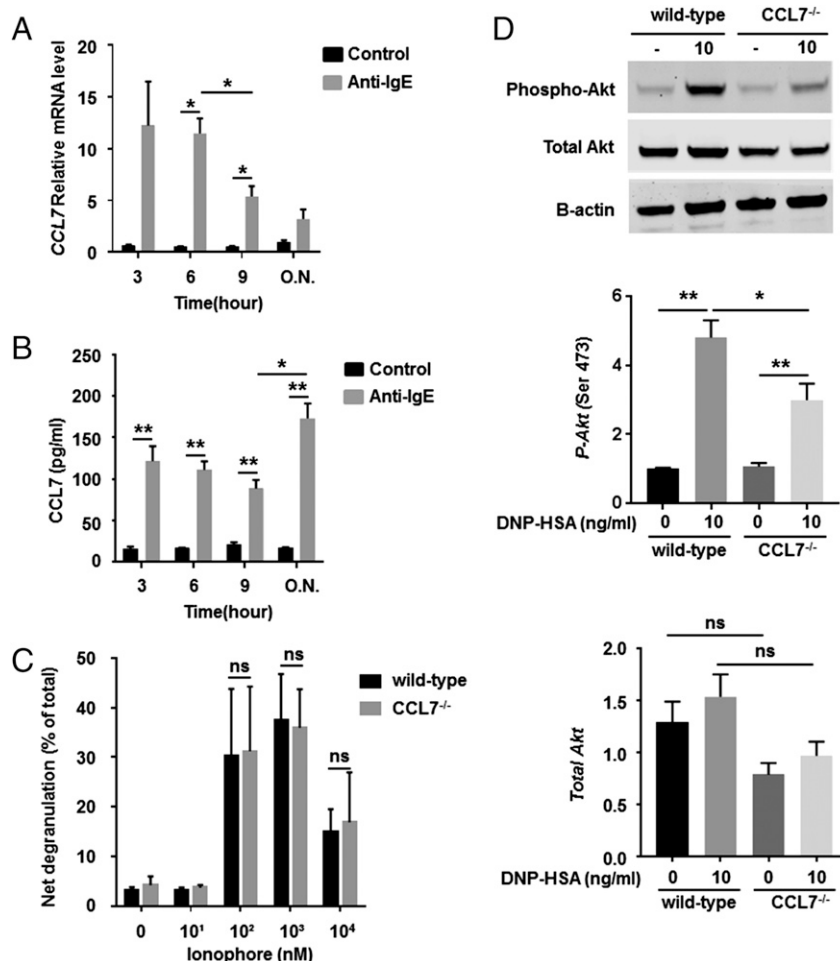 A
CCL7 Relative mRNA level
20
15
10
5
0
Control
Anti-IgE
*
*
*
3 6 9 O.N.
Time(hour)
B
CCL7 (pg/ml)
250
200
150
100
50
0
Control
Anti-IgE
*
** ** ** **
3 6 9 O.N.
Time(hour)
C
Net degranulation (% of total)
50
40
30
20
10
0
wild-type
CCL7⁻/⁻
ns ns ns
0 10¹ 10² 10³ 10⁴
Ionophore (nM)
D
wild-type CCL7⁻/⁻
- 10 - 10
Phospho-Akt
Total Akt
B-actin
P-Akt (Ser 473)
6
4
2
0
** *
**
0 10 0 10
DNP-HSA (ng/ml)
wild-type CCL7⁻/⁻
Total Akt
2.0
1.5
1.0
0.5
0.0
ns
ns
0 10 0 10
DNP-HSA (ng/ml)
wild-type CCL7⁻/⁻